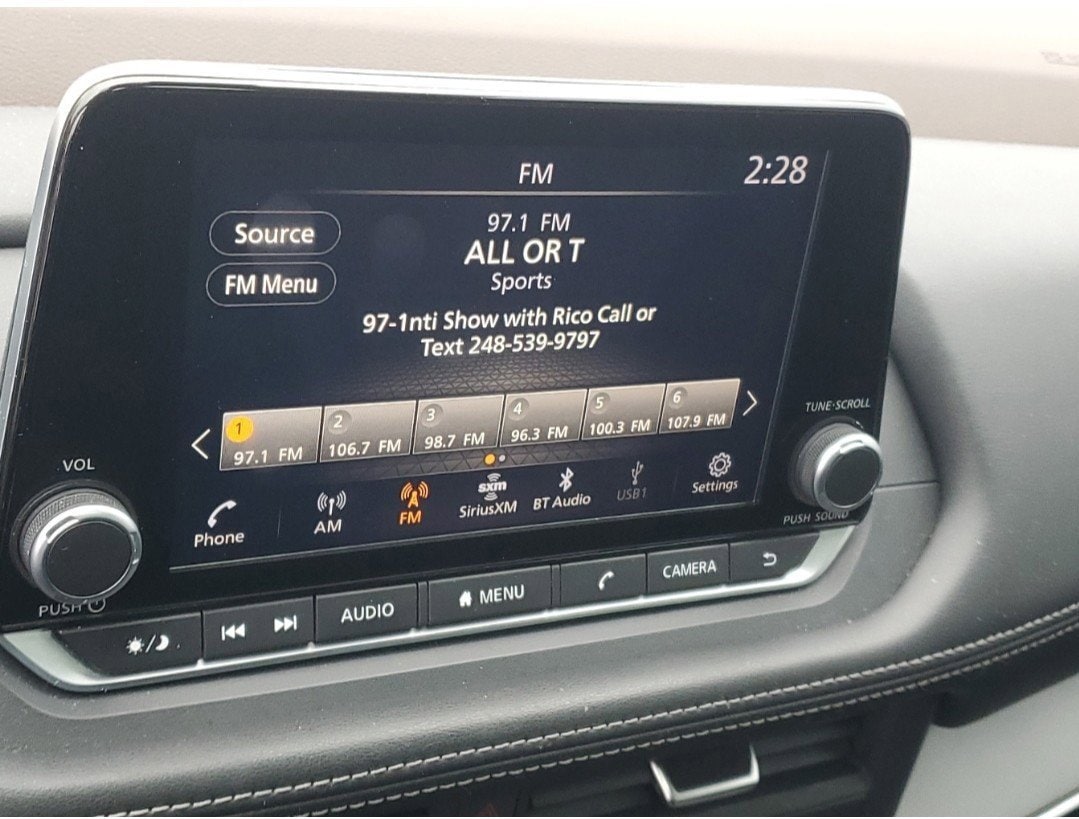 FM
2:28
Source
FM Menu
97.1 FM
ALL OR T
Sports
97-1nti Show with Rico Call or
Text 248-539-9797
1
97.1 FM
2
106.7 FM
3
98.7 FM
4
96.3 FM
5
100.3 FM
6
107.9 FM
Phone
AM
FM
sxm
SiriusXM
BT Audio
USB1
Settings
VOL
PUSH
TUNE·SCROLL
PUSH SOUND
AUDIO
MENU
CAMERA